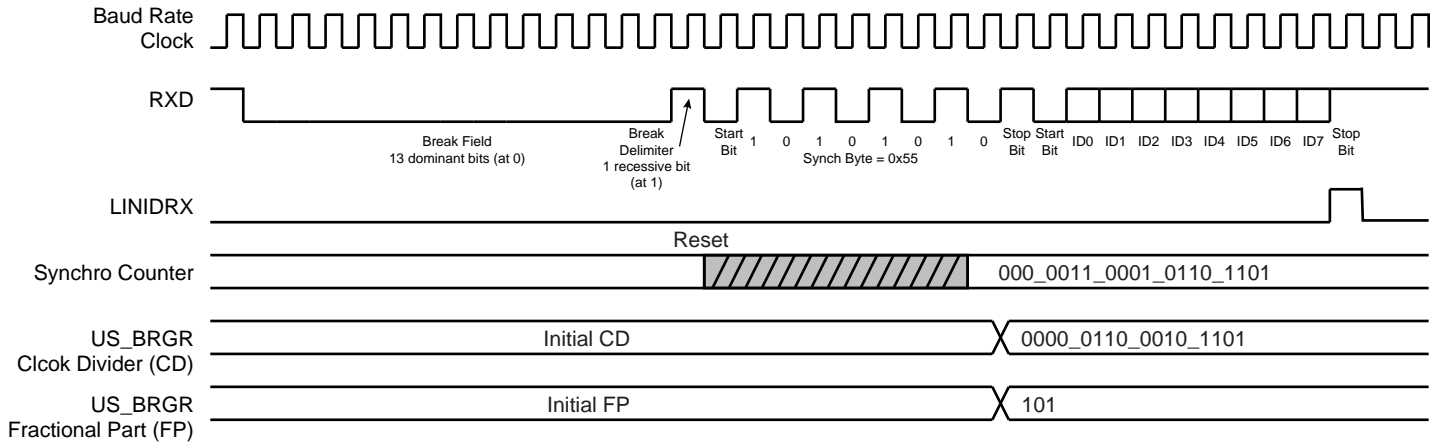 Baud Rate
Clock
RXD
Break Field
13 dominant bits (at 0)
Break
Delimiter
1 recessive bit
(at 1)
Start
Bit
1 0 1 0 1 0 1 0
Synch Byte = 0x55
Stop
Bit
Start
Bit
ID0 ID1 ID2 ID3 ID4 ID5 ID6 ID7
Stop
Bit
LINIDRX
Reset
Synchro Counter
000_0011_0001_0110_1101
US_BRGR
Clcok Divider (CD)
Initial CD
0000_0110_0010_1101
US_BRGR
Fractional Part (FP)
Initial FP
101